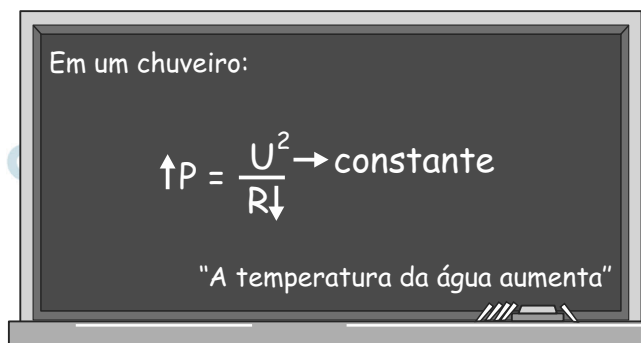 Em um chuveiro:
↑P = U²/R↓ → constante
"A temperatura da água aumenta"